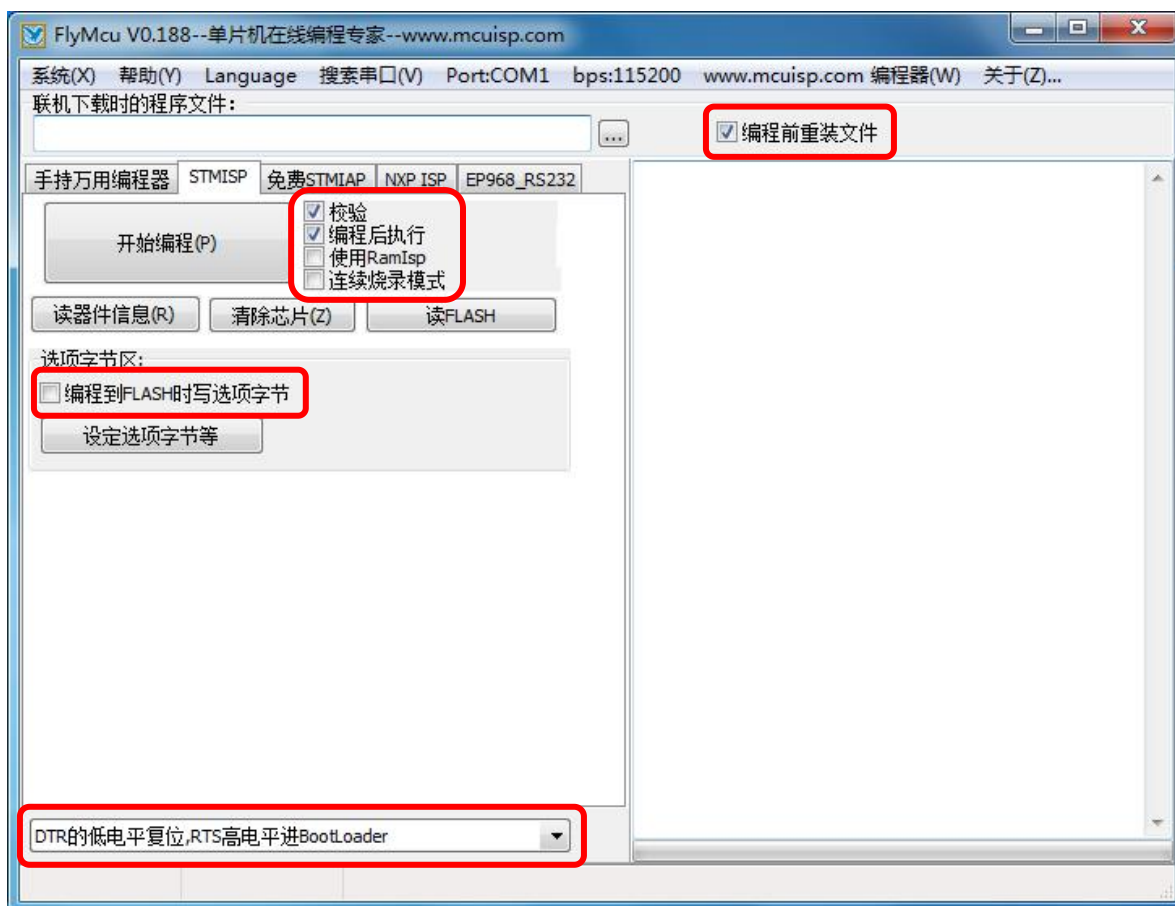 FlyMcu V0.188--单片机在线编程专家--www.mcuisp.com
系统(X) 帮助(Y) Language 搜索串口(V) Port:COM1 bps:115200 www.mcuisp.com 编程器(W) 关于(Z)...
联机下载时的程序文件:
...
编程前重装文件
手持万用编程器 STMISP 免费STMIAP NXP ISP EP968_RS232
开始编程(P)
校验
编程后执行
使用RamIsp
连续烧录模式
读器件信息(R) 清除芯片(Z) 读FLASH
选项字节区:
编程到FLASH时写选项字节
设定选项字节等
DTR的低电平复位,RTS高电平进BootLoader